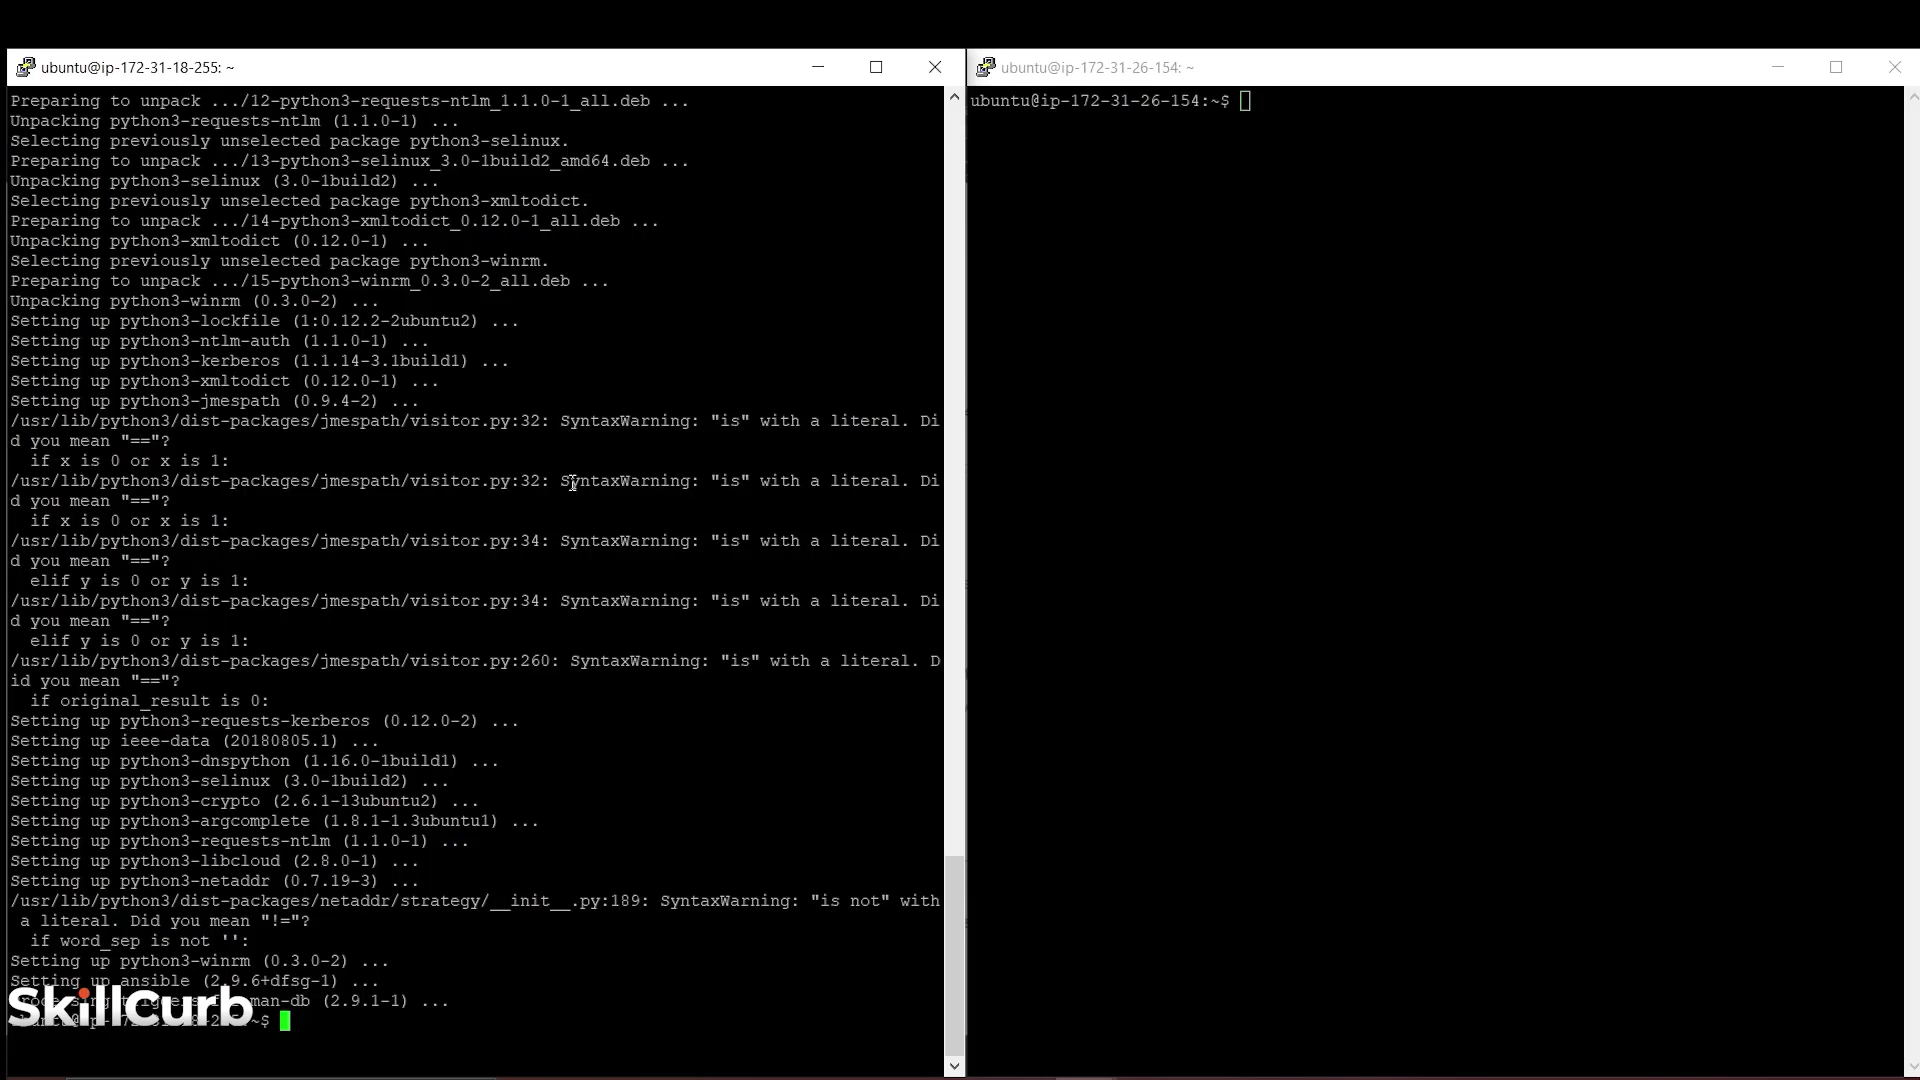 ubuntu@ip-172-31-18-255: ~
Preparing to unpack .../12-python3-requests-ntlm_1.1.0-1_all.deb ...
Unpacking python3-requests-ntlm (1.1.0-1) ...
Selecting previously unselected package python3-selinux.
Preparing to unpack .../13-python3-selinux_3.0-1build2_amd64.deb ...
Unpacking python3-selinux (3.0-1build2) ...
Selecting previously unselected package python3-xmltodict.
Preparing to unpack .../14-python3-xmltodict_0.12.0-1_all.deb ...
Unpacking python3-xmltodict (0.12.0-1) ...
Selecting previously unselected package python3-winrm.
Preparing to unpack .../15-python3-winrm_0.3.0-2_all.deb ...
Unpacking python3-winrm (0.3.0-2) ...
Setting up python3-lockfile (1:0.12.2-2ubuntu2) ...
Setting up python3-ntlm-auth (1.1.0-1) ...
Setting up python3-kerberos (1.1.14-3.1build1) ...
Setting up python3-xmltodict (0.12.0-1) ...
Setting up python3-jmespath (0.9.4-2) ...
/usr/lib/python3/dist-packages/jmespath/visitor.py:32: SyntaxWarning: "is" with a literal. Di
d you mean "=="?
if x is 0 or x is 1:
/usr/lib/python3/dist-packages/jmespath/visitor.py:32: SyntaxWarning: "is" with a literal. Di
d you mean "=="?
if x is 0 or x is 1:
/usr/lib/python3/dist-packages/jmespath/visitor.py:34: SyntaxWarning: "is" with a literal. Di
d you mean "=="?
elif y is 0 or y is 1:
/usr/lib/python3/dist-packages/jmespath/visitor.py:34: SyntaxWarning: "is" with a literal. Di
d you mean "=="?
elif y is 0 or y is 1:
/usr/lib/python3/dist-packages/jmespath/visitor.py:260: SyntaxWarning: "is" with a literal. D
id you mean "=="?
if original_result is 0:
Setting up python3-requests-kerberos (0.12.0-2) ...
Setting up ieee-data (20180805.1) ...
Setting up python3-dnspython (1.16.0-1build1) ...
Setting up python3-selinux (3.0-1build2) ...
Setting up python3-crypto (2.6.1-13ubuntu2) ...
Setting up python3-argcomplete (1.8.1-1.3ubuntu1) ...
Setting up python3-requests-ntlm (1.1.0-1) ...
Setting up python3-libcloud (2.8.0-1) ...
Setting up python3-netaddr (0.7.19-3) ...
/usr/lib/python3/dist-packages/netaddr/strategy/__init__.py:189: SyntaxWarning: "is not" with
a literal. Did you mean "!="?
if word_sep is not '':
Setting up python3-winrm (0.3.0-2) ...
Setting up ansible (2.9.6+dfsg-1) ...
man-db (2.9.1-1) ...
~$
SkillCurb
ubuntu@ip-172-31-26-154: ~
ubuntu@ip-172-31-26-154:~$